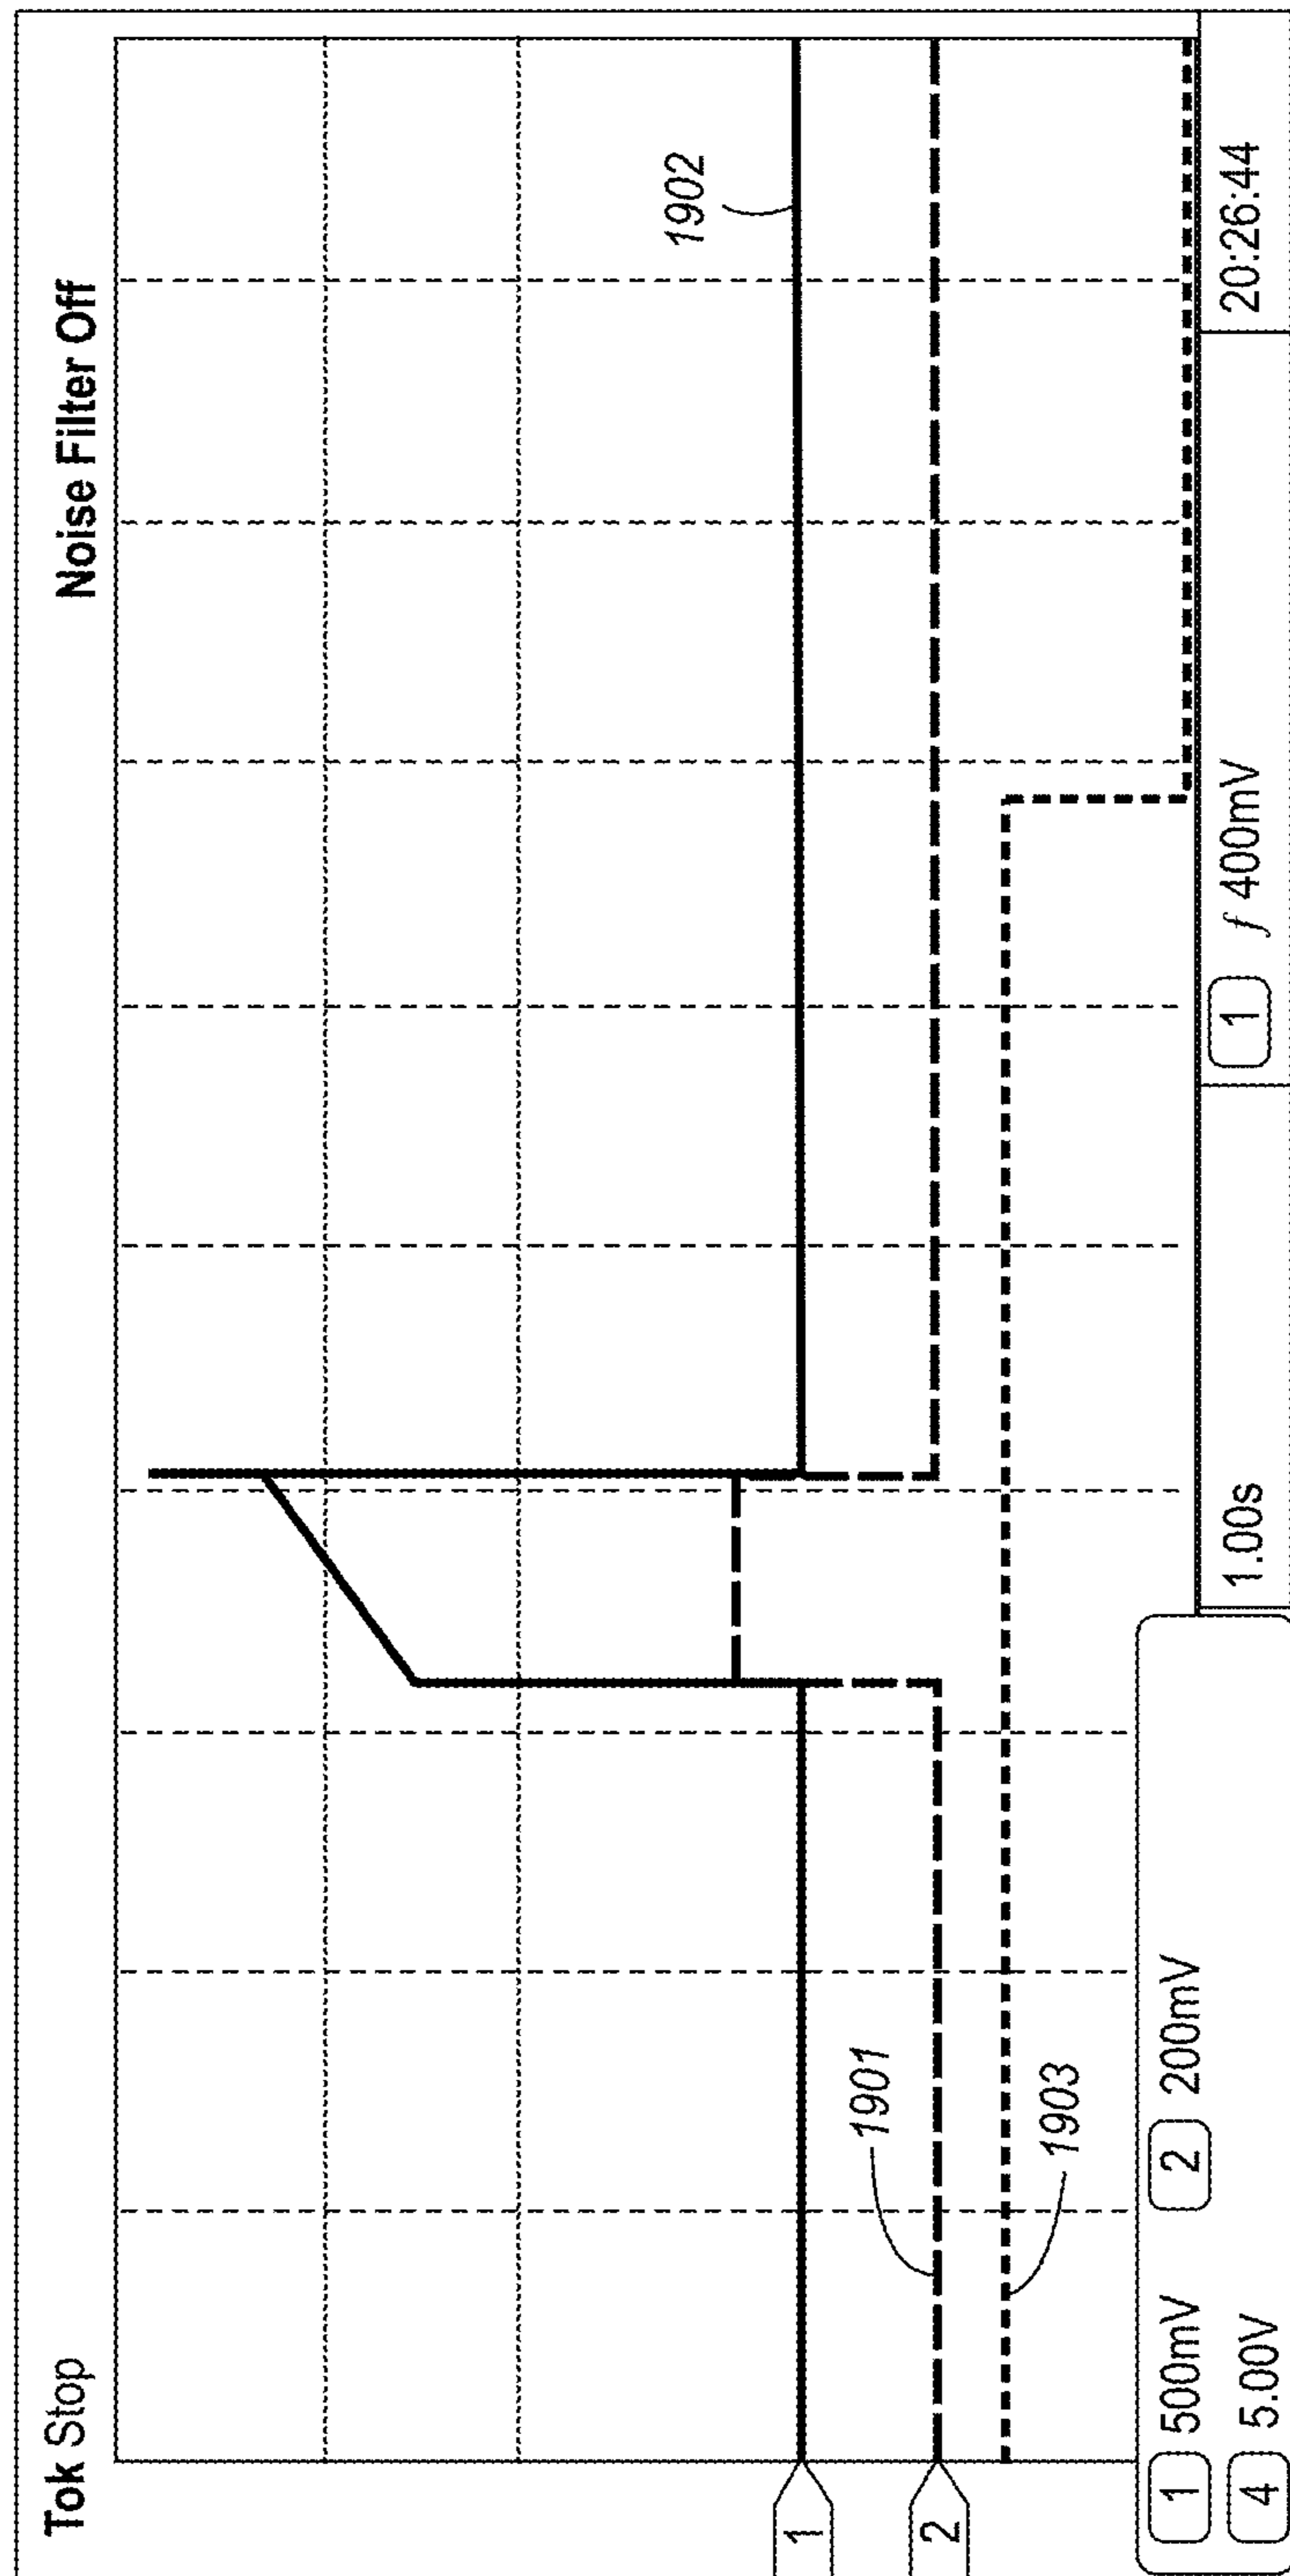 Tok Stop
Noise Filter Off
1902
1
1901
2
1903
1 500mV 2 200mV
4 5.00V
1.00s
1 ƒ 400mV
20:26:44